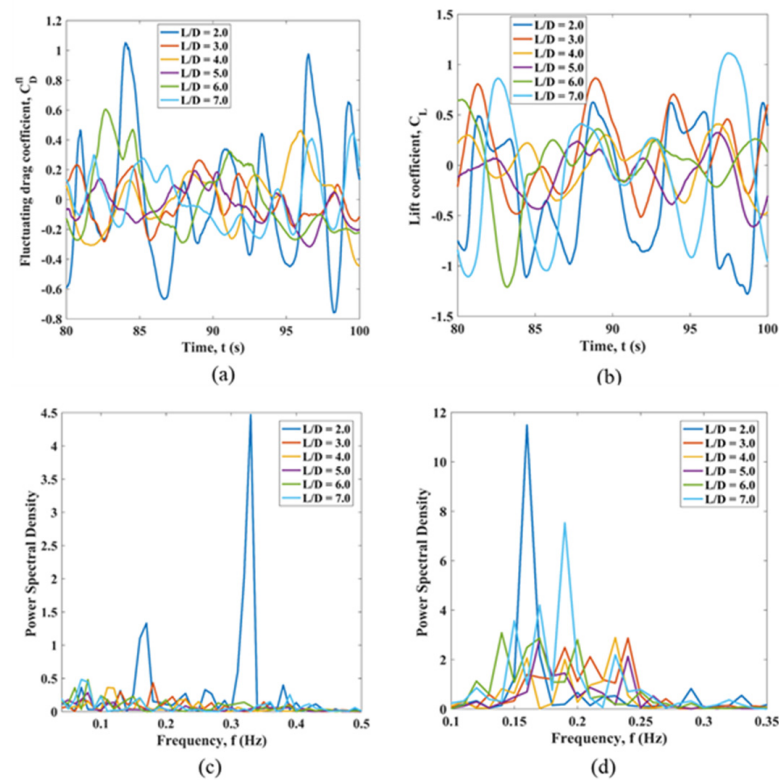 (a)
Fluctuating drag coefficient, C_D^fl
1.2
1
0.8
0.6
0.4
0.2
0
-0.2
-0.4
-0.6
-0.8
L/D = 2.0
L/D = 3.0
L/D = 4.0
L/D = 5.0
L/D = 6.0
L/D = 7.0
80 85 90 95 100
Time, t (s)
(a)
(b)
Lift coefficient, C_L
1.5
1
0.5
0
-0.5
-1
-1.5
L/D = 2.0
L/D = 3.0
L/D = 4.0
L/D = 5.0
L/D = 6.0
L/D = 7.0
80 85 90 95 100
Time, t (s)
(b)
Power Spectral Density
4.5
4
3.5
3
2.5
2
1.5
1
0.5
0
L/D = 2.0
L/D = 3.0
L/D = 4.0
L/D = 5.0
L/D = 6.0
L/D = 7.0
0.1 0.2 0.3 0.4 0.5
Frequency, f (Hz)
(c)
Power Spectral Density
12
10
8
6
4
2
0
L/D = 2.0
L/D = 3.0
L/D = 4.0
L/D = 5.0
L/D = 6.0
L/D = 7.0
0.1 0.15 0.2 0.25 0.3 0.35
Frequency, f (Hz)
(d)